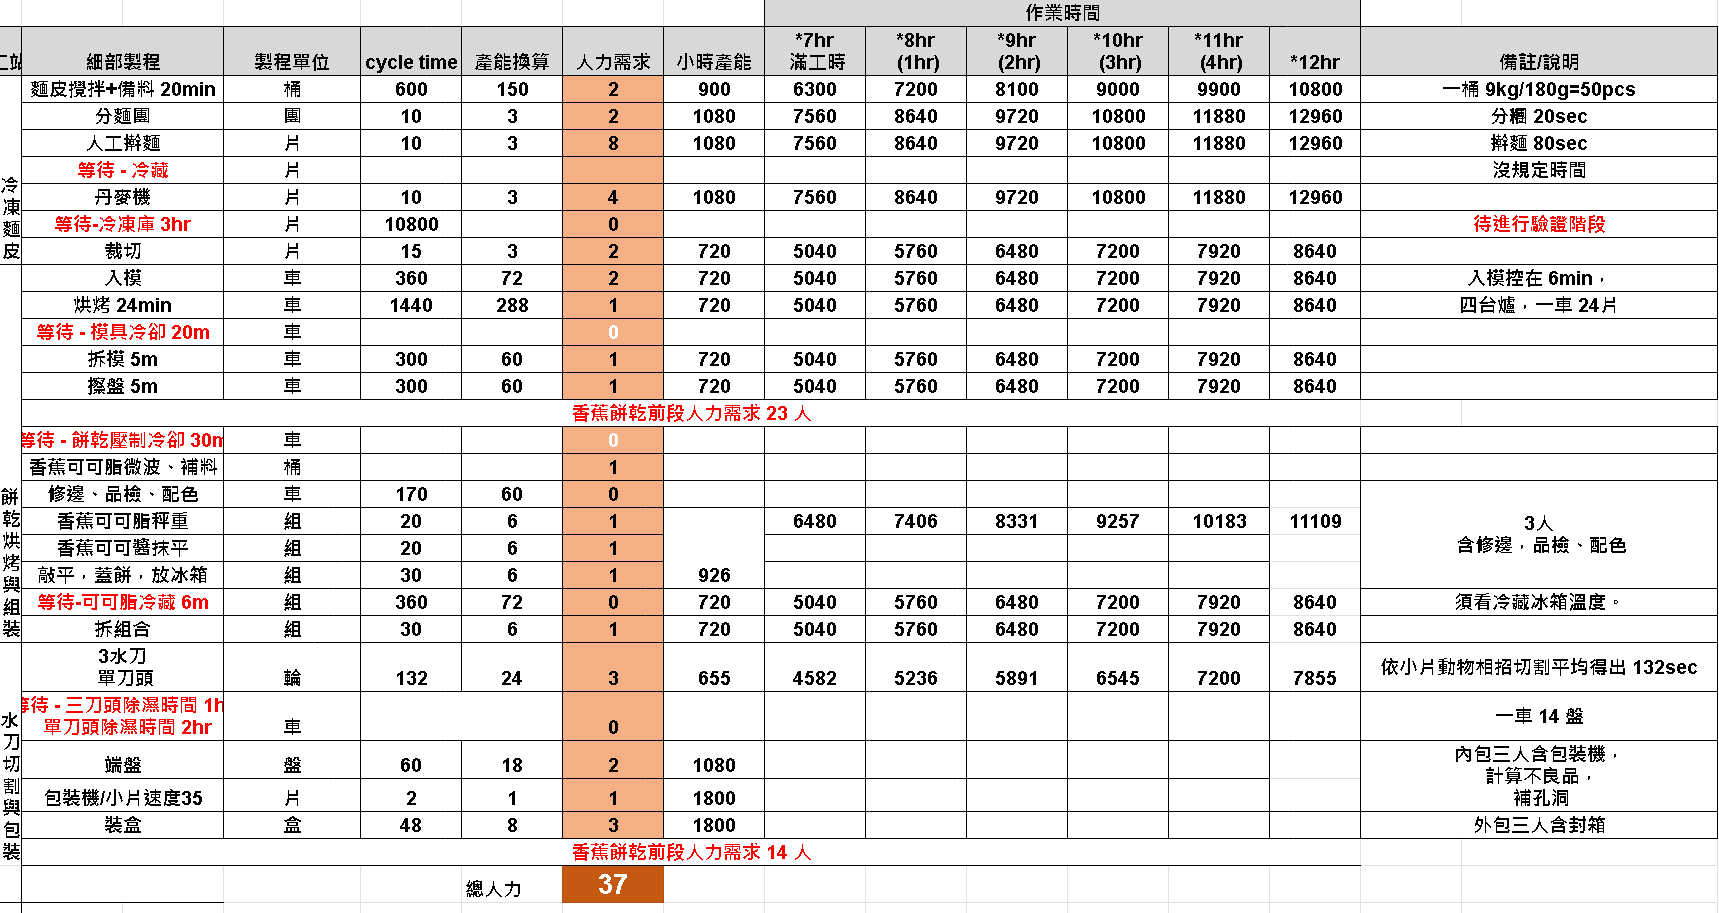 作業時間
工站 細部製程 製程單位 cycle time 產能換算 人力需求 小時產能 *7hr 滿工時 *8hr (1hr) *9hr (2hr) *10hr (3hr) *11hr (4hr) *12hr 備註/說明
冷凍麵皮
麵皮攪拌+備料 20min 桶 600 150 2 900 6300 7200 8100 9000 9900 10800 一桶 9kg/180g=50pcs
分麵團 團 10 3 2 1080 7560 8640 9720 10800 11880 12960 分糰 20sec
人工擀麵 片 10 3 8 1080 7560 8640 9720 10800 11880 12960 擀麵 80sec
等待 - 冷藏 片 沒規定時間
丹麥機 片 10 3 4 1080 7560 8640 9720 10800 11880 12960
等待-冷凍庫 3hr 片 10800 0 待進行驗證階段
裁切 片 15 3 2 720 5040 5760 6480 7200 7920 8640
入模 車 360 72 2 720 5040 5760 6480 7200 7920 8640 入模控在 6min，
烘烤 24min 車 1440 288 1 720 5040 5760 6480 7200 7920 8640 四台爐，一車 24片
等待 - 模具冷卻 20m 車 0
拆模 5m 車 300 60 1 720 5040 5760 6480 7200 7920 8640
擦盤 5m 車 300 60 1 720 5040 5760 6480 7200 7920 8640
香蕉餅乾前段人力需求 23 人
餅乾烘烤與組裝
等待 - 餅乾壓制冷卻 30m 車 0
香蕉可可脂微波、補料 桶 1
修邊、品檢、配色 車 170 60 0
香蕉可可脂秤重 組 20 6 1 6480 7406 8331 9257 10183 11109 3人
含修邊，品檢、配色
香蕉可可醬抹平 組 20 6 1
敲平，蓋餅，放冰箱 組 30 6 1 926
等待-可可脂冷藏 6m 組 360 72 0 720 5040 5760 6480 7200 7920 8640 須看冷藏冰箱溫度。
拆組合 組 30 6 1 720 5040 5760 6480 7200 7920 8640
水刀切割與包裝
3水刀
單刀頭 輪 132 24 3 655 4582 5236 5891 6545 7200 7855 依小片動物相招切割平均得出 132sec
等待 - 三刀頭除濕時間 1h
單刀頭除濕時間 2hr 車 0 一車 14 盤
端盤 盤 60 18 2 1080 內包三人含包裝機，
計算不良品，
補孔洞
包裝機/小片速度35 片 2 1 1 1800
裝盒 盒 48 8 3 1800 外包三人含封箱
香蕉餅乾前段人力需求 14 人
總人力 37